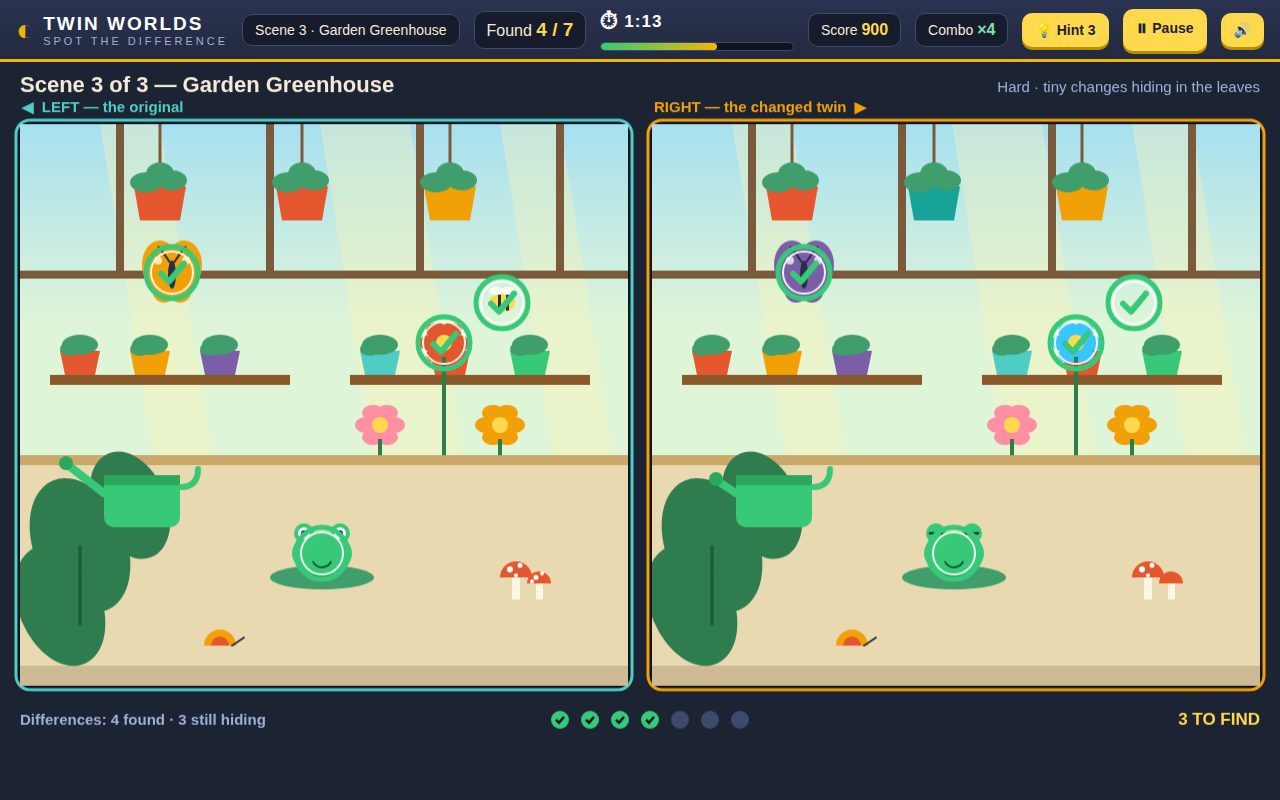 TWIN WORLDS
SPOT THE DIFFERENCE
Scene 3 · Garden Greenhouse
Found 4 / 7
⏱ 1:13
Score 900
Combo ×4
💡 Hint 3
⏸ Pause
🔊
Scene 3 of 3 — Garden Greenhouse
Hard · tiny changes hiding in the leaves
◀ LEFT — the original
RIGHT — the changed twin ▶
Differences: 4 found · 3 still hiding
3 TO FIND